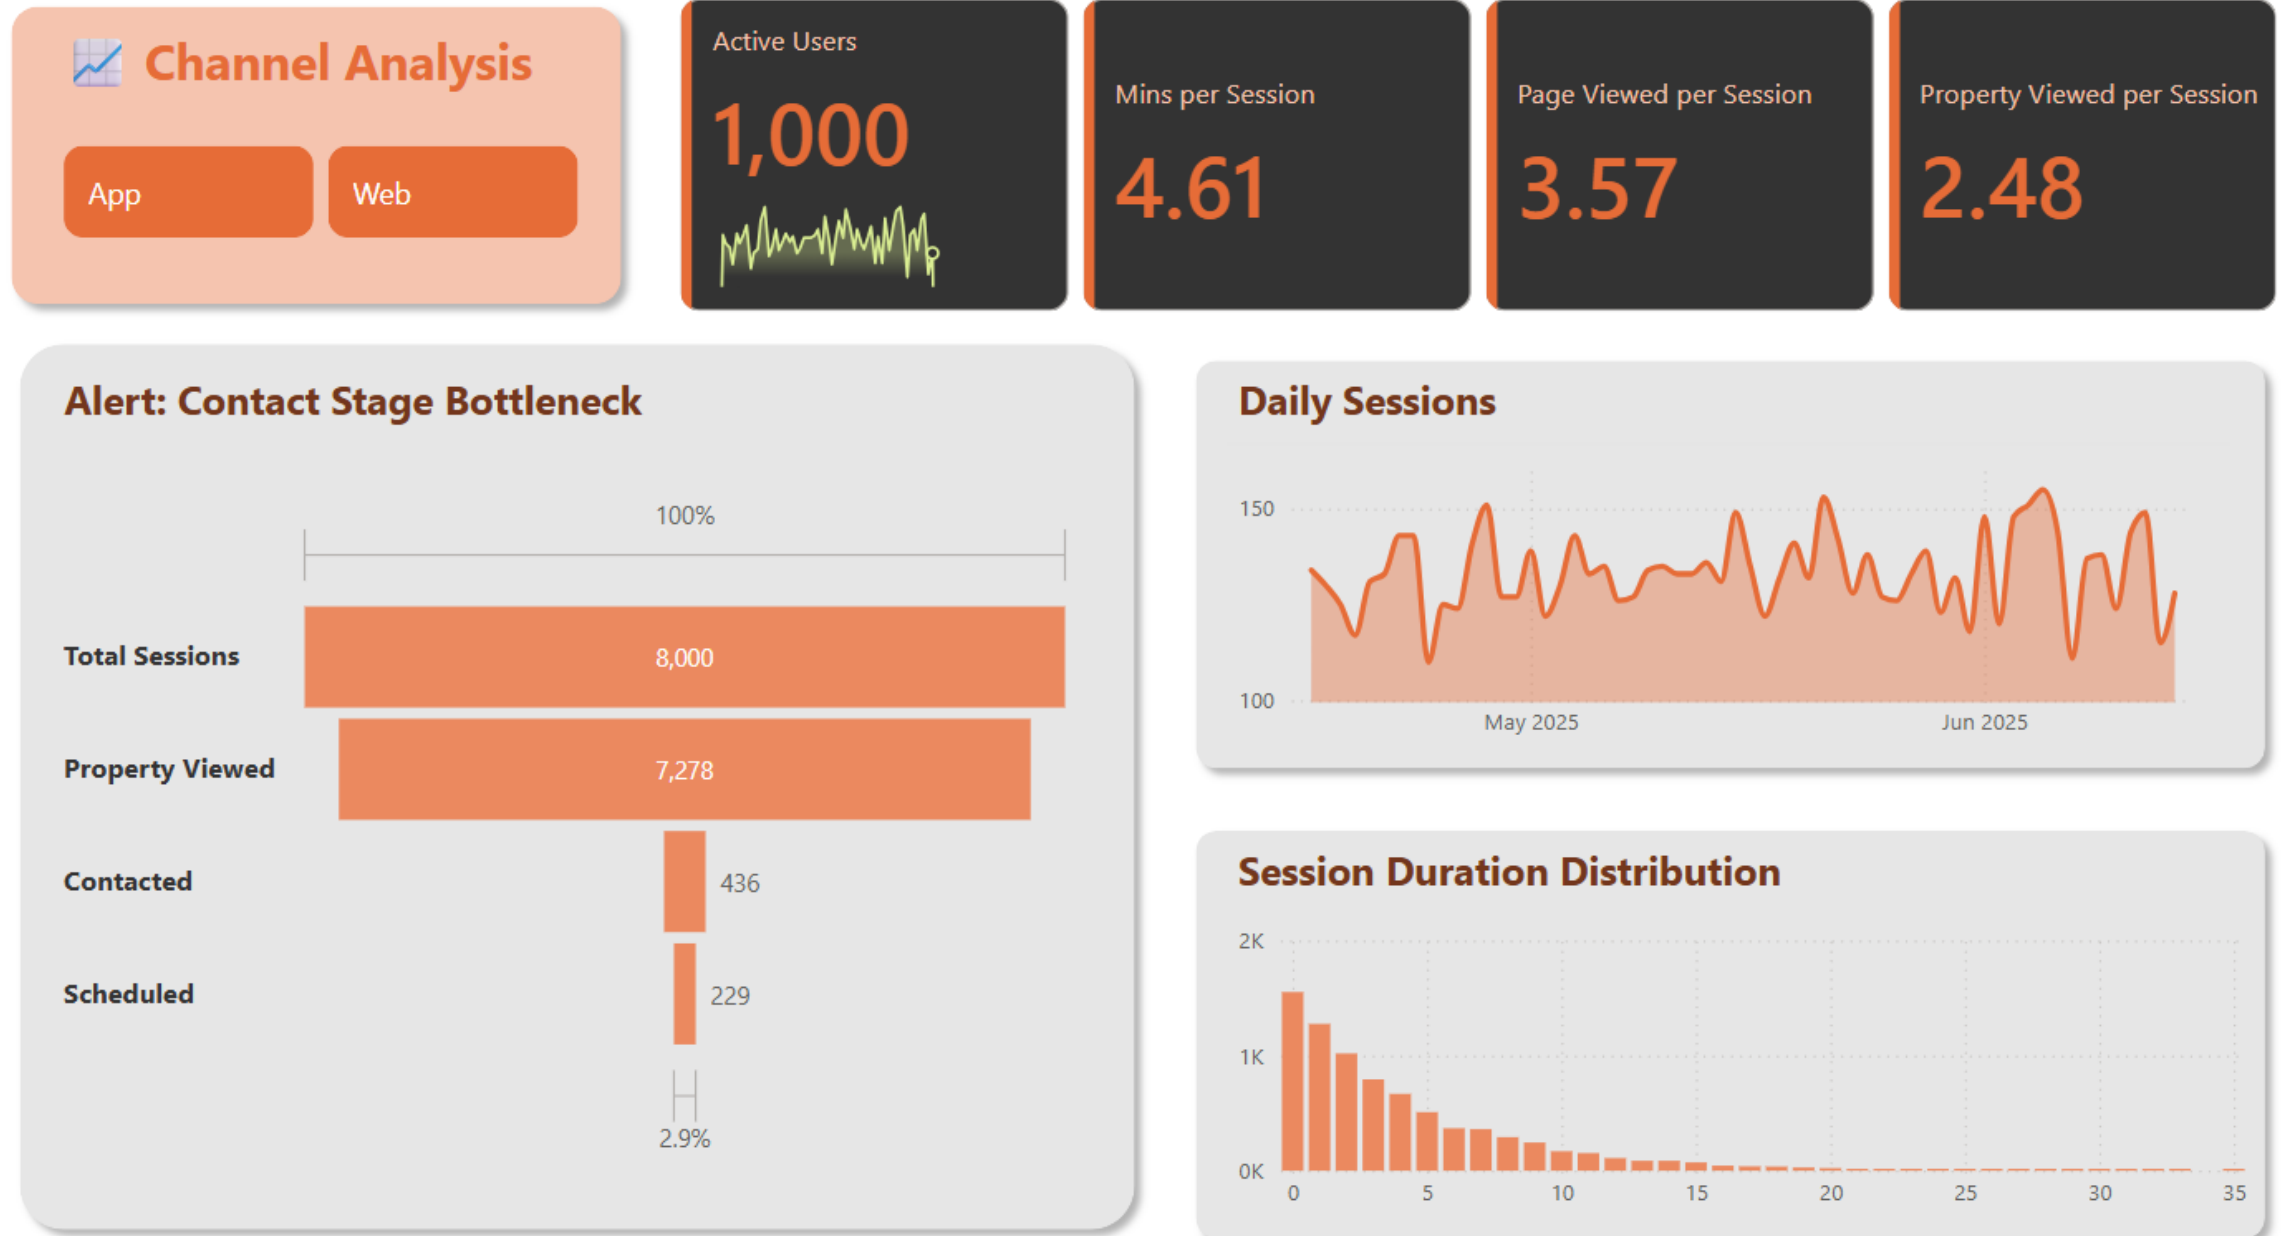 Channel Analysis
App
Web
Active Users
1,000
Mins per Session
4.61
Page Viewed per Session
3.57
Property Viewed per Session
2.48
Alert: Contact Stage Bottleneck
100%
Total Sessions
8,000
Property Viewed
7,278
Contacted
436
Scheduled
229
2.9%
Daily Sessions
150
100
May 2025
Jun 2025
Session Duration Distribution
2K
1K
0K
0
5
10
15
20
25
30
35